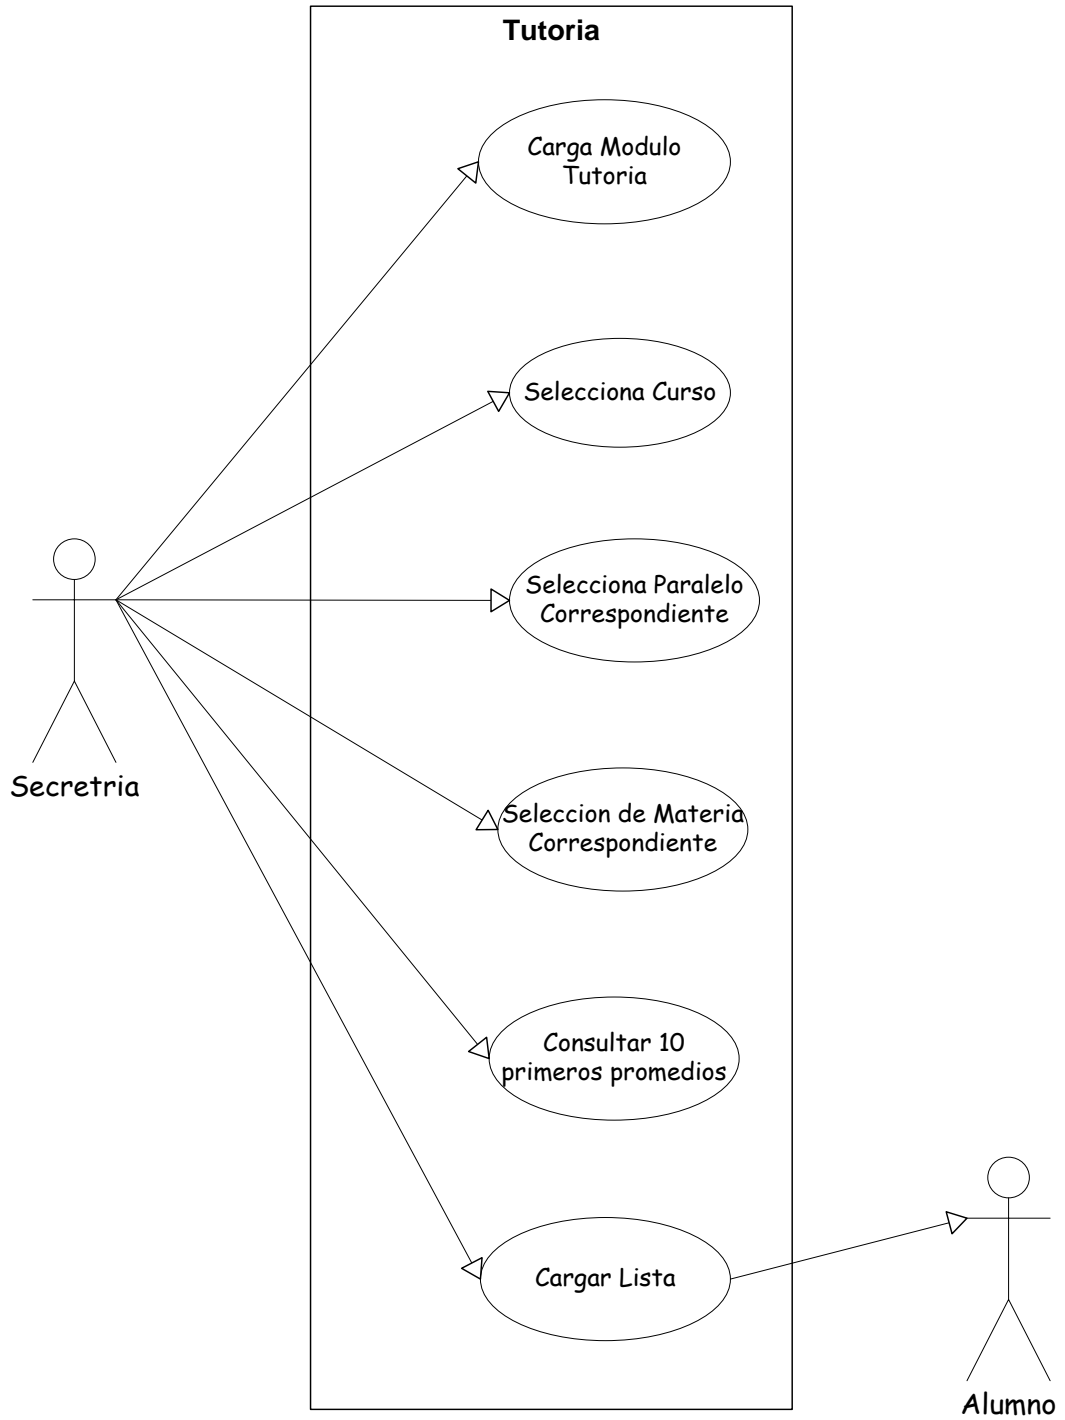 Tutoria
Carga Modulo
Tutoria
Selecciona Curso
Selecciona Paralelo
Correspondiente
Secretria
Seleccion de Materia
Correspondiente
Consultar 10
primeros promedios
Cargar Lista
Alumno